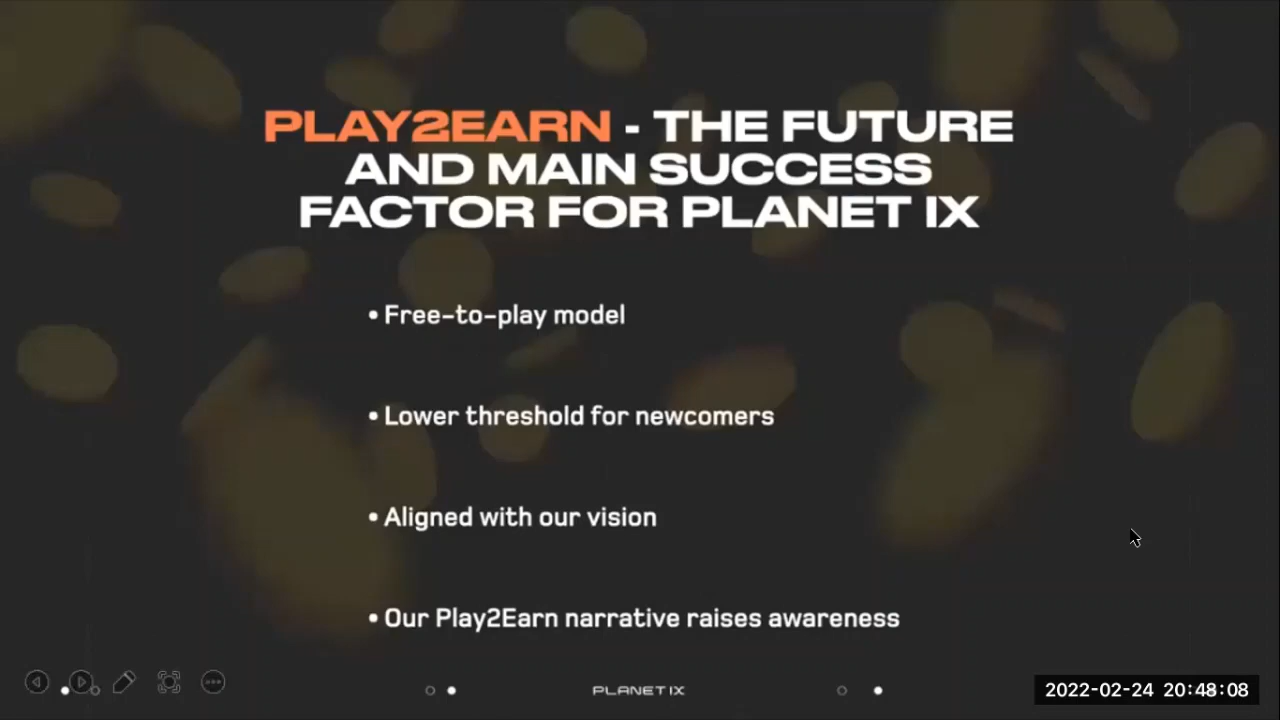 PLAY2EARN - THE FUTURE
AND MAIN SUCCESS
FACTOR FOR PLANET IX
• Free-to-play model
• Lower threshold for newcomers
• Aligned with our vision
• Our Play2Earn narrative raises awareness
PLANET IX
2022-02-24 20:48:08